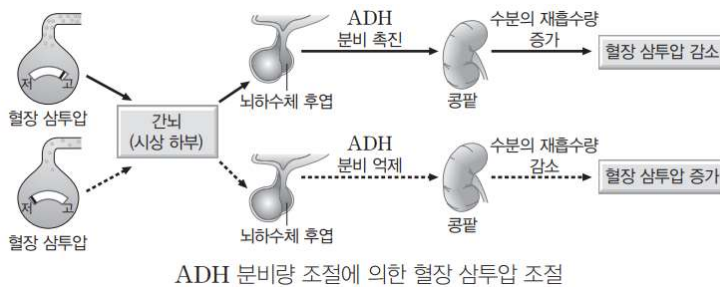 ADH
분비 촉진
수분의 재흡수량
증가
저 고
혈장 삼투압
뇌하수체 후엽
콩팥
혈장 삼투압 감소
간뇌
(시상 하부)
ADH
분비 억제
수분의 재흡수량
감소
저 고
혈장 삼투압
뇌하수체 후엽
콩팥
혈장 삼투압 증가
ADH 분비량 조절에 의한 혈장 삼투압 조절